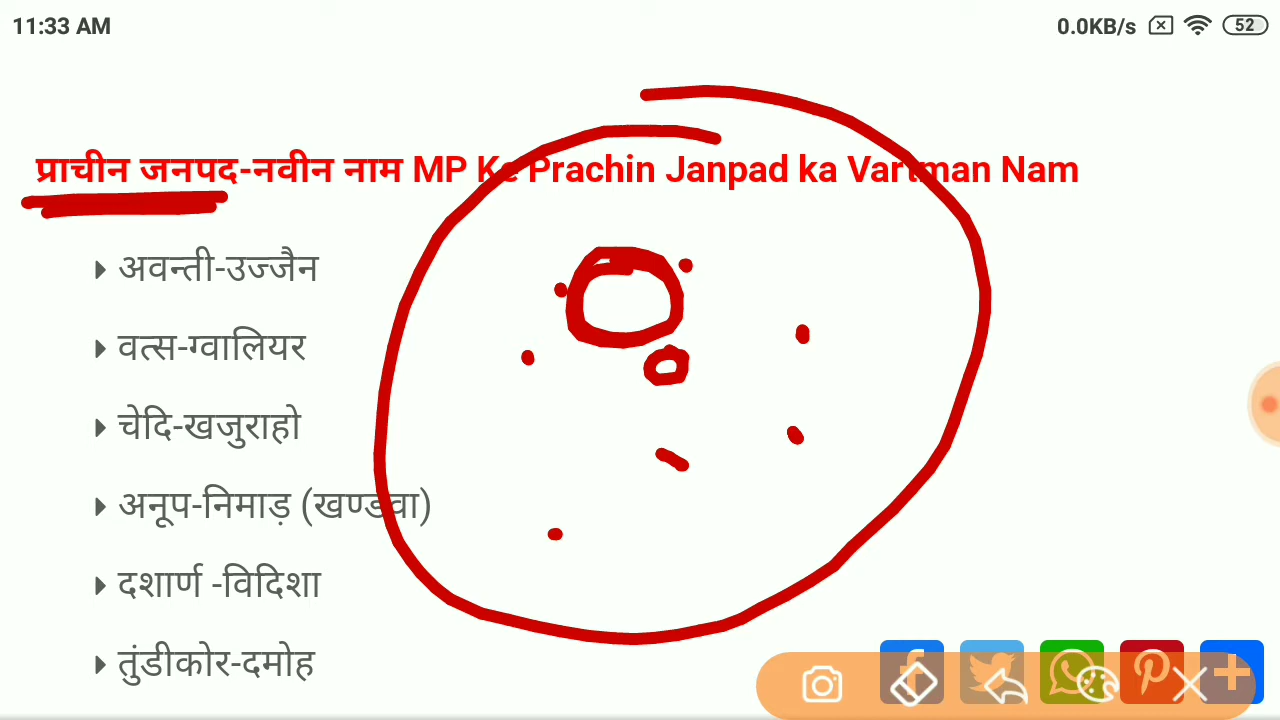 11:33 AM
0.0KB/s 52
प्राचीन जनपद-नवीन नाम MP Ke Prachin Janpad ka Vartman Nam
अवन्ती-उज्जैन
वत्स-ग्वालियर
चेदि-खजुराहो
अनूप-निमाड़ (खण्डवा)
दशार्ण -विदिशा
तुंडीकोर-दमोह